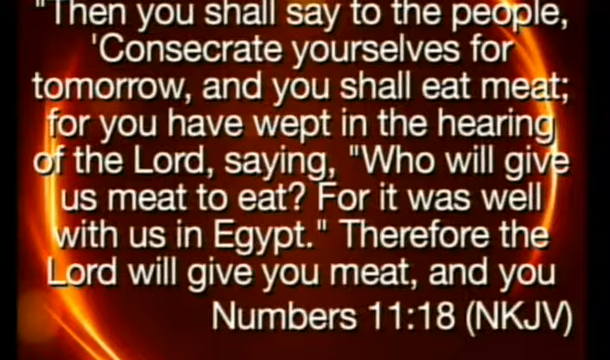 "Then you shall say to the people,
'Consecrate yourselves for
tomorrow, and you shall eat meat;
for you have wept in the hearing
of the Lord, saying, "Who will give
us meat to eat? For it was well
with us in Egypt." Therefore the
Lord will give you meat, and you
Numbers 11:18 (NKJV)